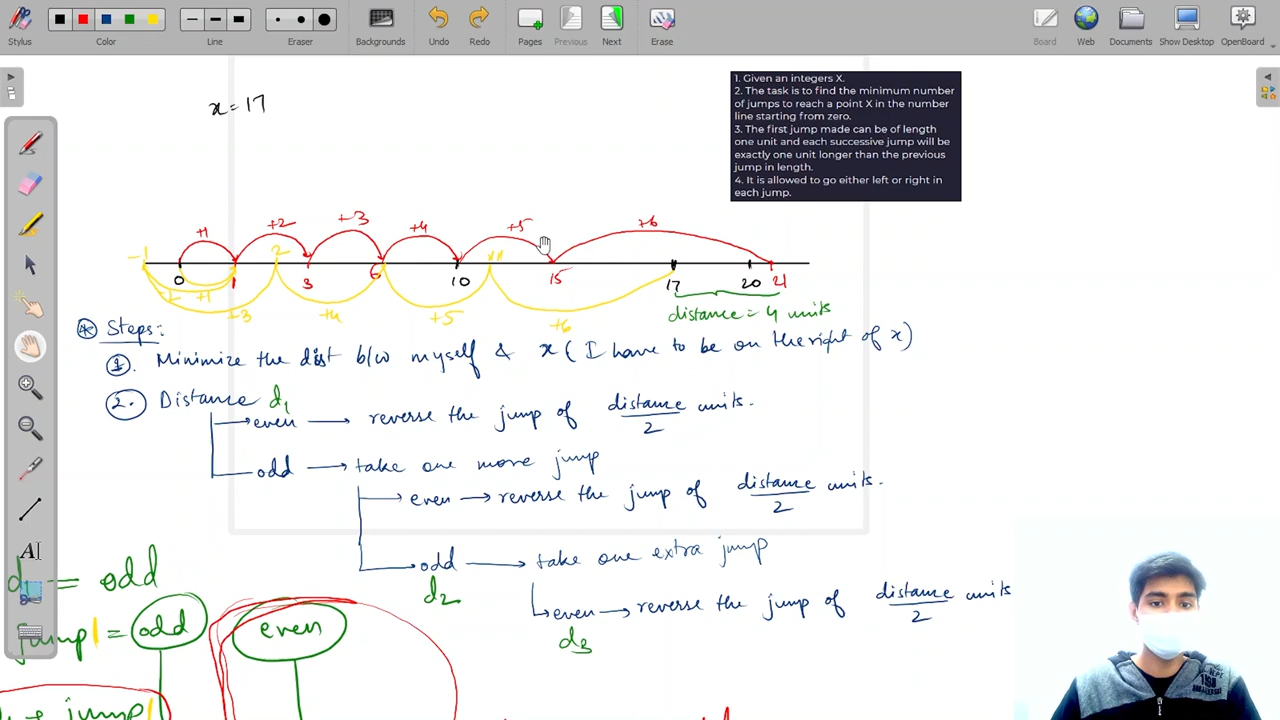 Stylus
Color
Line
Eraser
Backgrounds
Undo
Redo
Pages
Previous
Next
Erase
Board
Web
Documents
Show Desktop
OpenBoard
x = 17
1. Given an integers X.
2. The task is to find the minimum number
of jumps to reach a point X in the number
line starting from zero.
3. The first jump made can be of length
one unit and each successive jump will be
exactly one unit longer than the previous
jump in length.
4. It is allowed to go either left or right in
each jump.
+1 +2 +3 +4 +5 +6
-1 2 11
0 1 3 6 10 15 17 20 21
-2 +1 +3 +4 +5 +6
distance = 4 units
Steps:
1. Minimize the dist b/w myself & x (I have to be on the right of x)
2. Distance d1
even → reverse the jump of distance/2 units.
odd → take one more jump
even → reverse the jump of distance/2 units.
odd → take one extra jump
d2
even → reverse the jump of distance/2 units
d3
d1 = odd
jump1 = odd even
jump1